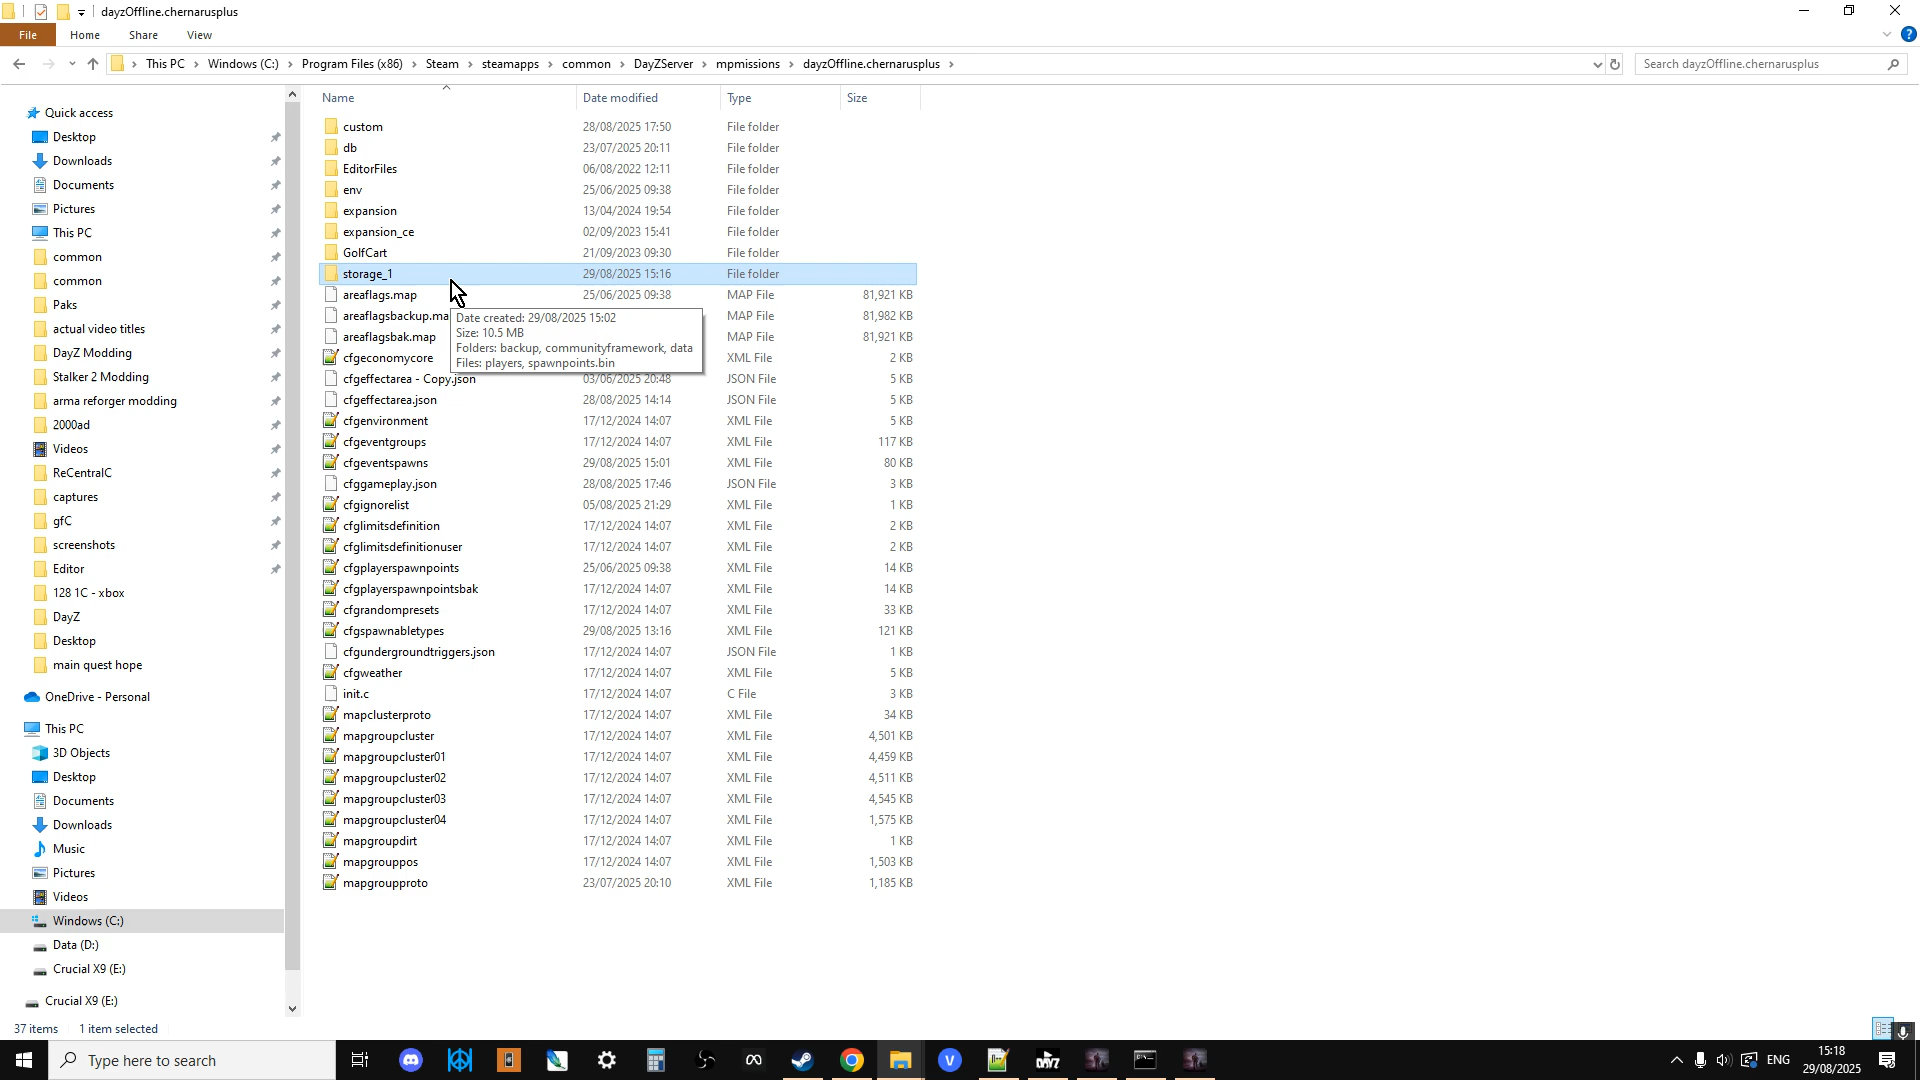 dayzOffline.chernarusplus
File Home Share View
This PC Windows (C:) Program Files (x86) Steam steamapps common DayZServer mpmissions dayzOffline.chernarusplus
Search dayzOffline.chernarusplus
Name Date modified Type Size
Quick access
Desktop
Downloads
Documents
Pictures
This PC
common
common
Paks
actual video titles
DayZ Modding
Stalker 2 Modding
arma reforger modding
2000ad
Videos
ReCentralC
captures
gfC
screenshots
Editor
128 1C - xbox
DayZ
Desktop
main quest hope
OneDrive - Personal
This PC
3D Objects
Desktop
Documents
Downloads
Music
Pictures
Videos
Windows (C:)
Data (D:)
Crucial X9 (E:)
Crucial X9 (E:)
custom 28/08/2025 17:50 File folder
db 23/07/2025 20:11 File folder
EditorFiles 06/08/2022 12:11 File folder
env 25/06/2025 09:38 File folder
expansion 13/04/2024 19:54 File folder
expansion_ce 02/09/2023 15:41 File folder
GolfCart 21/09/2023 09:30 File folder
storage_1 29/08/2025 15:16 File folder
areaflags.map 25/06/2025 09:38 MAP File 81,921 KB
areaflagsbackup.ma MAP File 81,982 KB
areaflagsbak.map MAP File 81,921 KB
cfgeconomycore XML File 2 KB
Date created: 29/08/2025 15:02
Size: 10.5 MB
Folders: backup, communityframework, data
Files: players, spawnpoints.bin
cfgeffectarea - Copy.json 03/06/2025 20:48 JSON File 5 KB
cfgeffectarea.json 28/08/2025 14:14 JSON File 5 KB
cfgenvironment 17/12/2024 14:07 XML File 5 KB
cfgeventgroups 17/12/2024 14:07 XML File 117 KB
cfgeventspawns 29/08/2025 15:01 XML File 80 KB
cfggameplay.json 28/08/2025 17:46 JSON File 3 KB
cfgignorelist 05/08/2025 21:29 XML File 1 KB
cfglimitsdefinition 17/12/2024 14:07 XML File 2 KB
cfglimitsdefinitionuser 17/12/2024 14:07 XML File 2 KB
cfgplayerspawnpoints 25/06/2025 09:38 XML File 14 KB
cfgplayerspawnpointsbak 17/12/2024 14:07 XML File 14 KB
cfgrandompresets 17/12/2024 14:07 XML File 33 KB
cfgspawnabletypes 29/08/2025 13:16 XML File 121 KB
cfgundergroundtriggers.json 17/12/2024 14:07 JSON File 1 KB
cfgweather 17/12/2024 14:07 XML File 5 KB
init.c 17/12/2024 14:07 C File 3 KB
mapclusterproto 17/12/2024 14:07 XML File 34 KB
mapgroupcluster 17/12/2024 14:07 XML File 4,501 KB
mapgroupcluster01 17/12/2024 14:07 XML File 4,459 KB
mapgroupcluster02 17/12/2024 14:07 XML File 4,511 KB
mapgroupcluster03 17/12/2024 14:07 XML File 4,545 KB
mapgroupcluster04 17/12/2024 14:07 XML File 1,575 KB
mapgroupdirt 17/12/2024 14:07 XML File 1 KB
mapgrouppos 17/12/2024 14:07 XML File 1,503 KB
mapgroupproto 23/07/2025 20:10 XML File 1,185 KB
37 items 1 item selected
Type here to search
DAYZ
ENG
15:18
29/08/2025